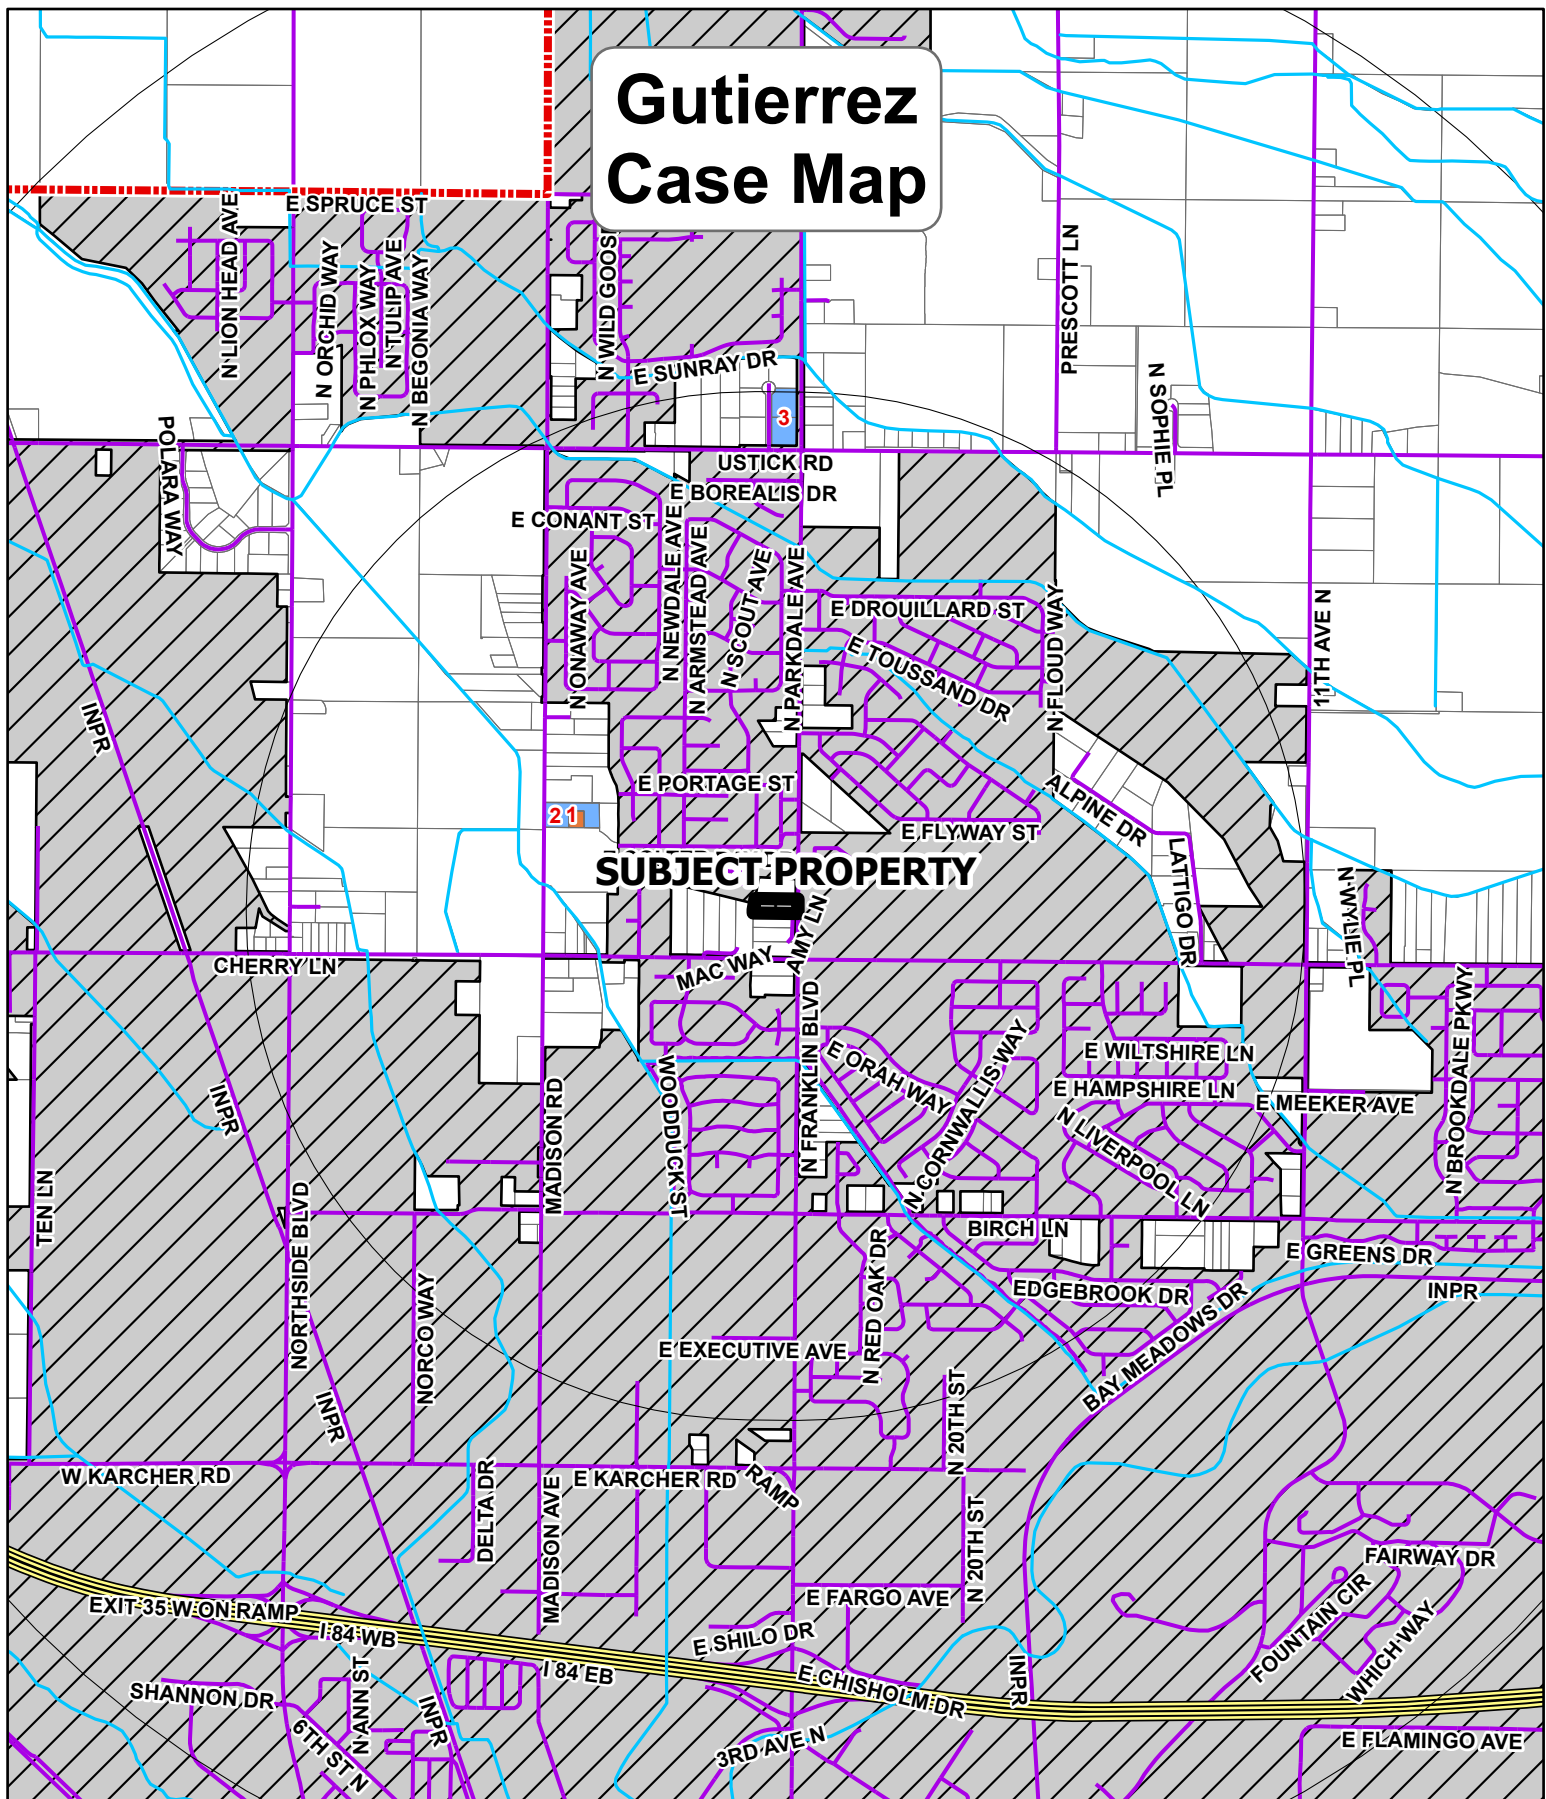 Gutierrez
Case Map
E SPRUCE ST
N LION HEAD AVE
N ORCHID WAY
N PHLOX WAY
N TULIP AVE
N BEGONIA WAY
E SUNRAY DR
PRESCOTT LN
N SOPHIE PL
3
POLARA WAY
USTICK RD
E BOREALIS DR
E CONANT ST
N ONAWAY AVE
N NEWDALE AVE
N ARMSTEAD AVE
N SCOUT AVE
N PARKDALE AVE
E DROUILLARD ST
E TOUSSAND DR
N FLOUD WAY
11TH AVE N
INPR
E PORTAGE ST
2 1
ALPINE DR
E FLYWAY ST
LATTIGO DR
SUBJECT PROPERTY
N WYLIE PL
CHERRY LN
MAC WAY
AMY LN
N FRANKLIN BLVD
E ORAH WAY
N CORNWALLIS WAY
E WILTSHIRE LN
E HAMPSHIRE LN
E MEEKER AVE
N BROOKDALE PKWY
N LIVERPOOL LN
INPR
WOODDUCK ST
MADISON RD
TEN LN
NORTHSIDE BLVD
BIRCH LN
E GREENS DR
INPR
NORCO WAY
N RED OAK DR
EDGEBROOK DR
BAY MEADOWS DR
E EXECUTIVE AVE
INPR
N 20TH ST
W KARCHER RD
E KARCHER RD
RAMP
DELTA DR
MADISON AVE
N 20TH ST
FAIRWAY DR
E FARGO AVE
EXIT 35 W ON RAMP
I 84 WB
E SHILO DR
FOUNTAIN CIR
WHICH WAY
I 84 EB
E CHISHOLM DR
INPR
SHANNON DR
N ANN ST
INPR
6TH ST N
3RD AVE N
E FLAMINGO AVE